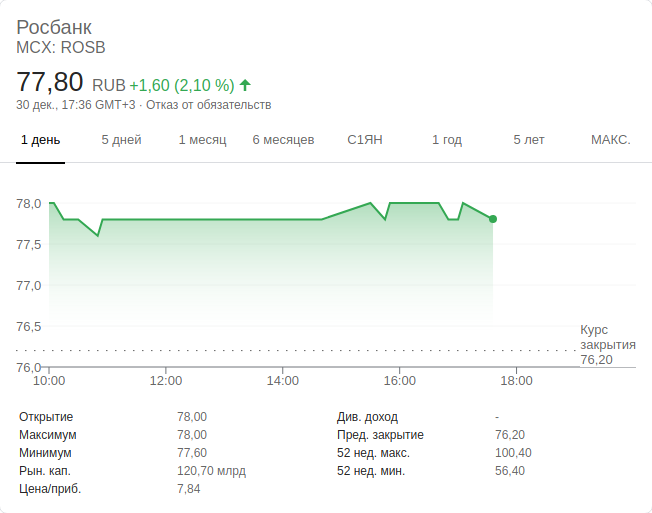 Росбанк
MCX: ROSB
77,80 RUB +1,60 (2,10 %)
30 дек., 17:36 GMT+3 · Отказ от обязательств
1 день 5 дней 1 месяц 6 месяцев С1ЯН 1 год 5 лет МАКС.
78,0
77,5
77,0
76,5
76,0
Курс
закрытия
76,20
10:00 12:00 14:00 16:00 18:00
Открытие 78,00 Див. доход -
Максимум 78,00 Пред. закрытие 76,20
Минимум 77,60 52 нед. макс. 100,40
Рын. кап. 120,70 млрд 52 нед. мин. 56,40
Цена/приб. 7,84